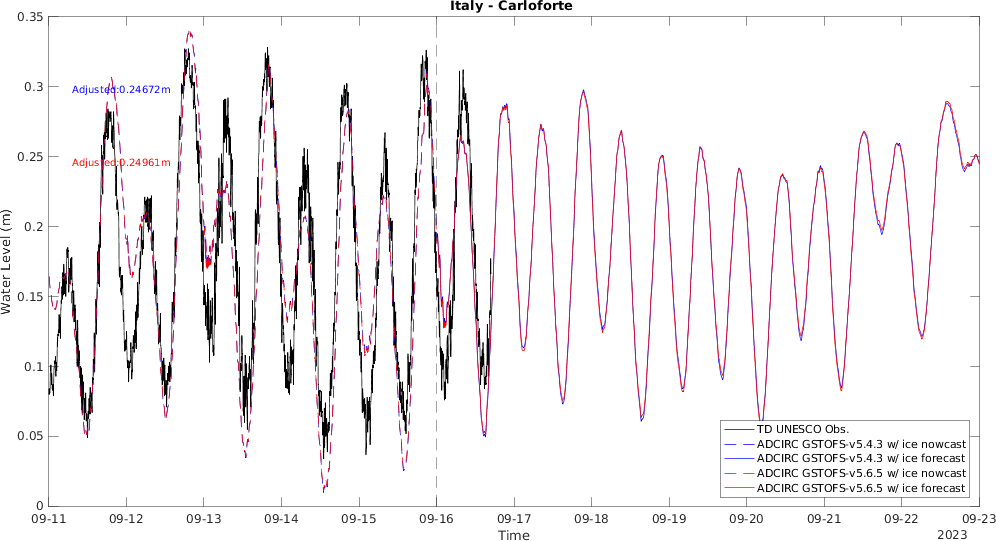 Italy - Carloforte
0.35
0.3
0.25
0.2
0.15
0.1
0.05
0
Water Level (m)
Adjusted:0.24672m
Adjusted:0.24961m
TD UNESCO Obs.
ADCIRC GSTOFS-v5.4.3 w/ ice nowcast
ADCIRC GSTOFS-v5.4.3 w/ ice forecast
ADCIRC GSTOFS-v5.6.5 w/ ice nowcast
ADCIRC GSTOFS-v5.6.5 w/ ice forecast
09-11 09-12 09-13 09-14 09-15 09-16 09-17 09-18 09-19 09-20 09-21 09-22 09-23
Time
2023